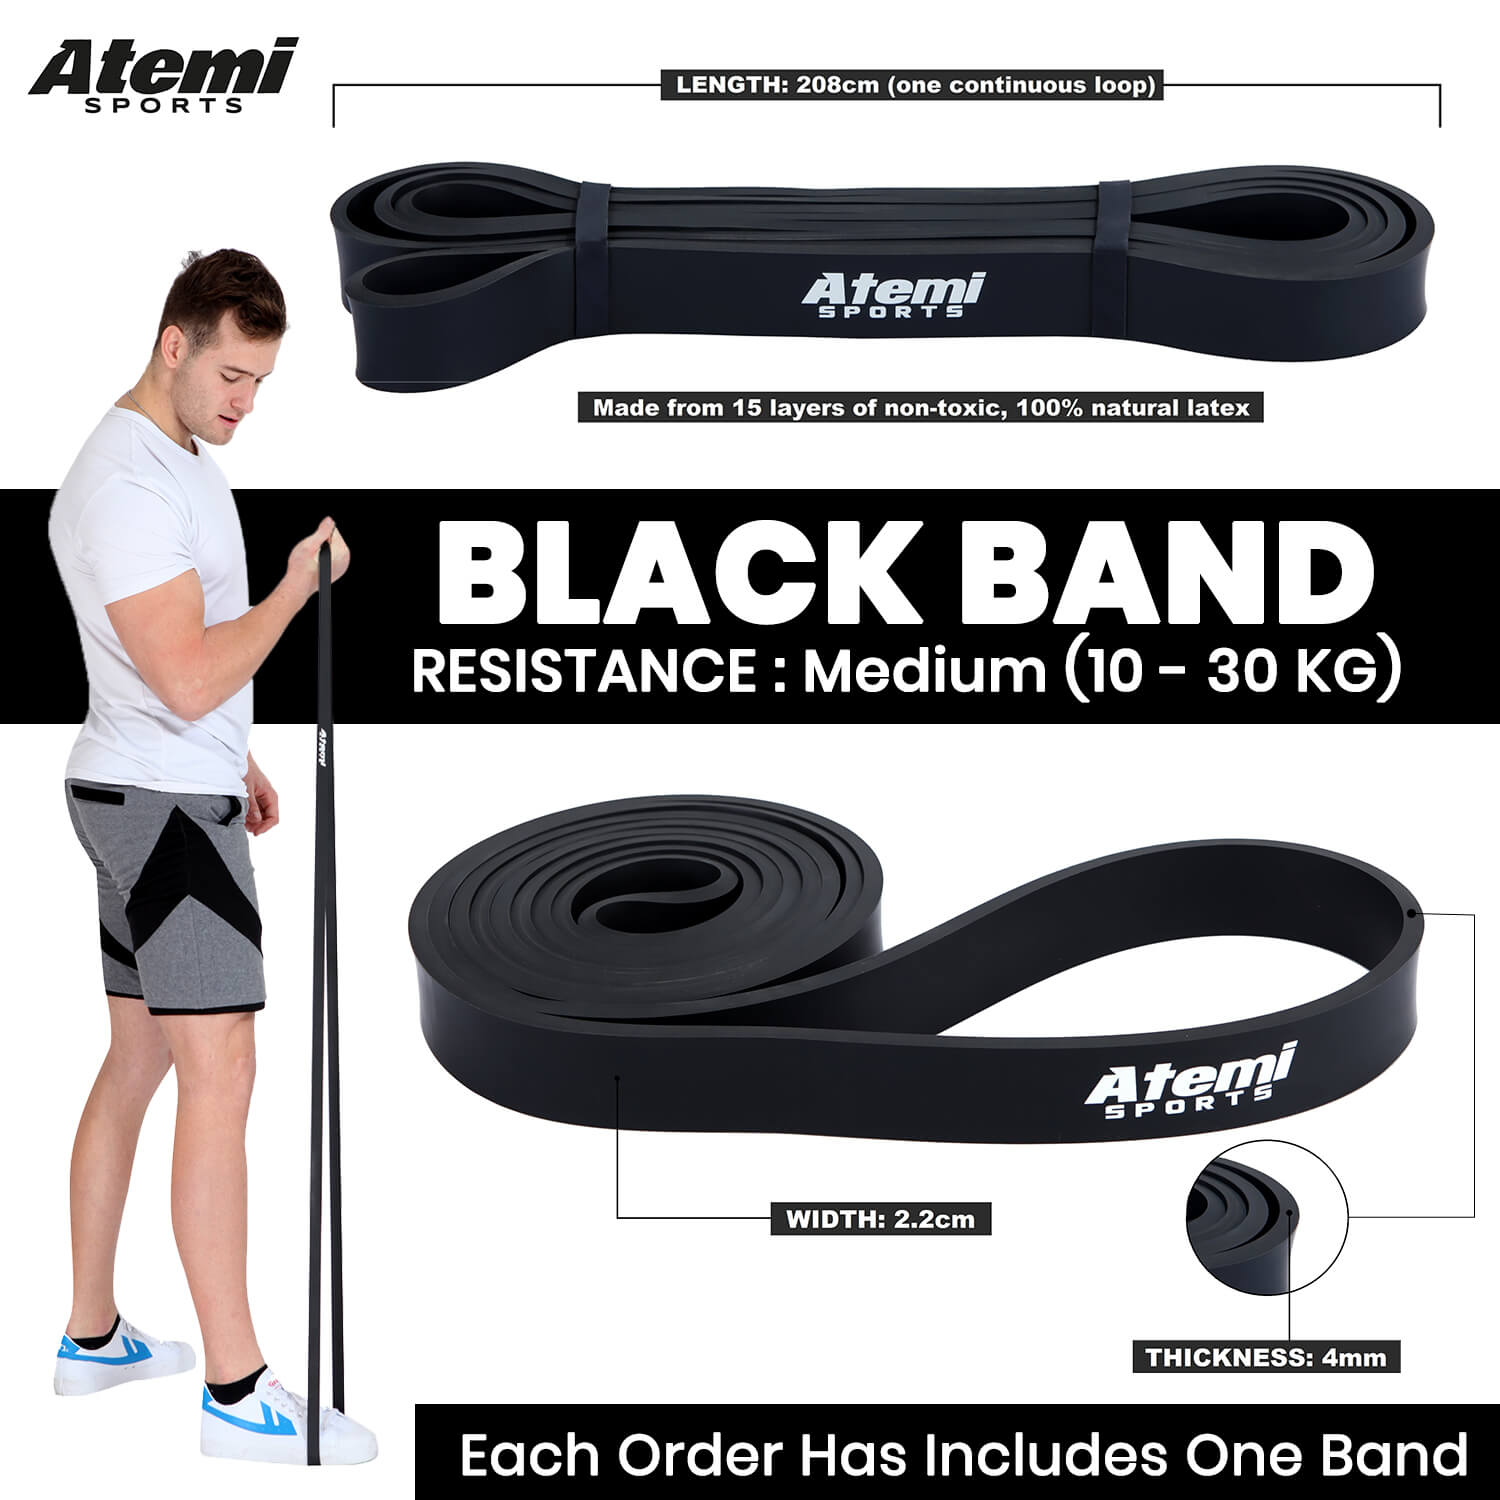 Atemi
SPORTS
LENGTH: 208cm (one continuous loop)
Atemi
SPORTS
Made from 15 layers of non-toxic, 100% natural latex
BLACK BAND
RESISTANCE : Medium (10 - 30 KG)
Atemi
Atemi
SPORTS
WIDTH: 2.2cm
THICKNESS: 4mm
Each Order Has Includes One Band